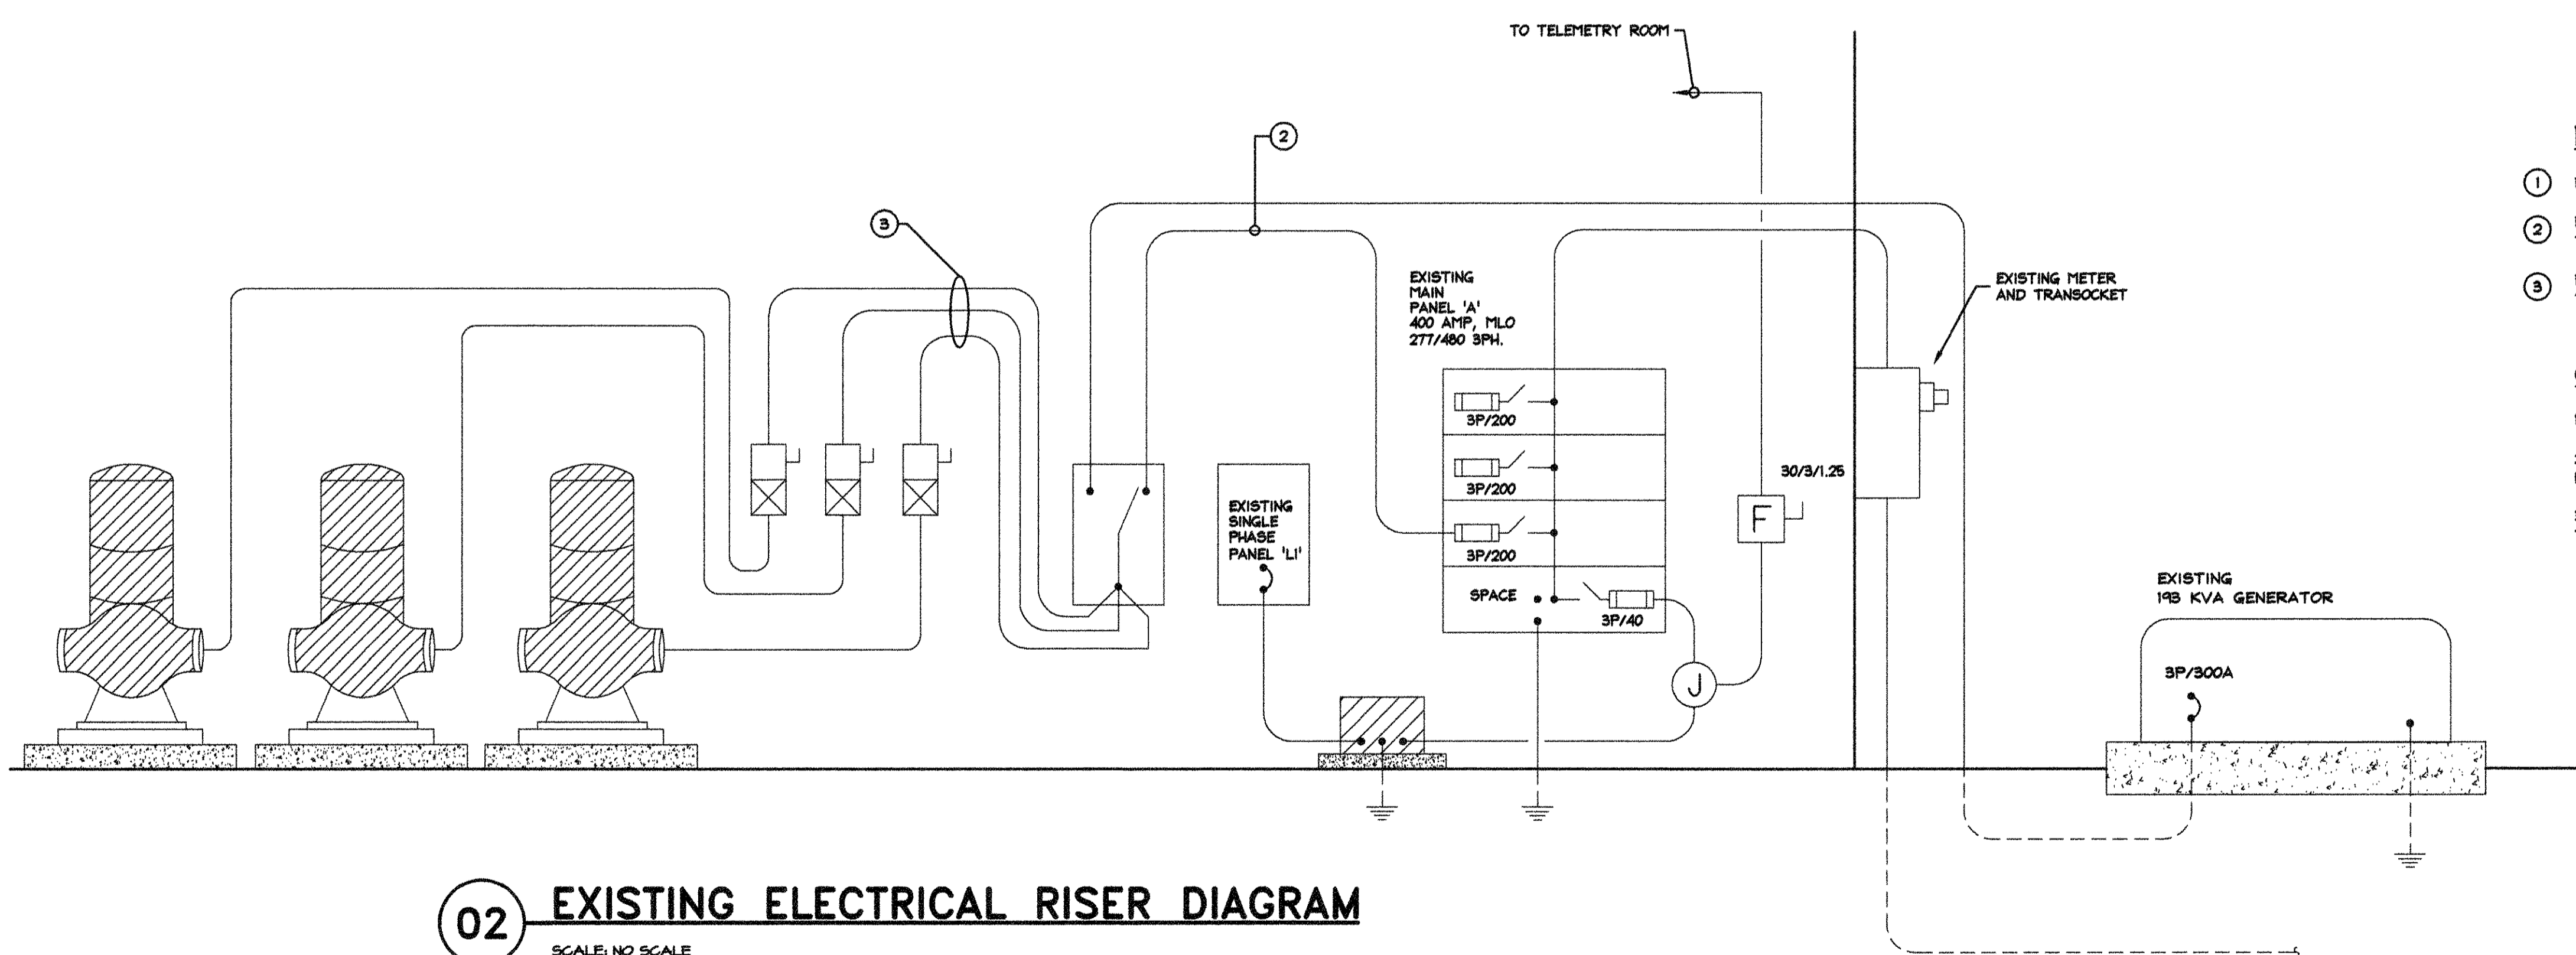 TO TELEMETRY ROOM
2
3
1
2
3
EXISTING
MAIN
PANEL 'A'
400 AMP, MLO
277/480 3PH.
EXISTING METER
AND TRANSOCKET
3P/200
3P/200
3P/200
SPACE
3P/40
30/3/1.25
F
J
EXISTING
SINGLE
PHASE
PANEL 'L1'
EXISTING
193 KVA GENERATOR
3P/300A
02
EXISTING ELECTRICAL RISER DIAGRAM
SCALE: NO SCALE